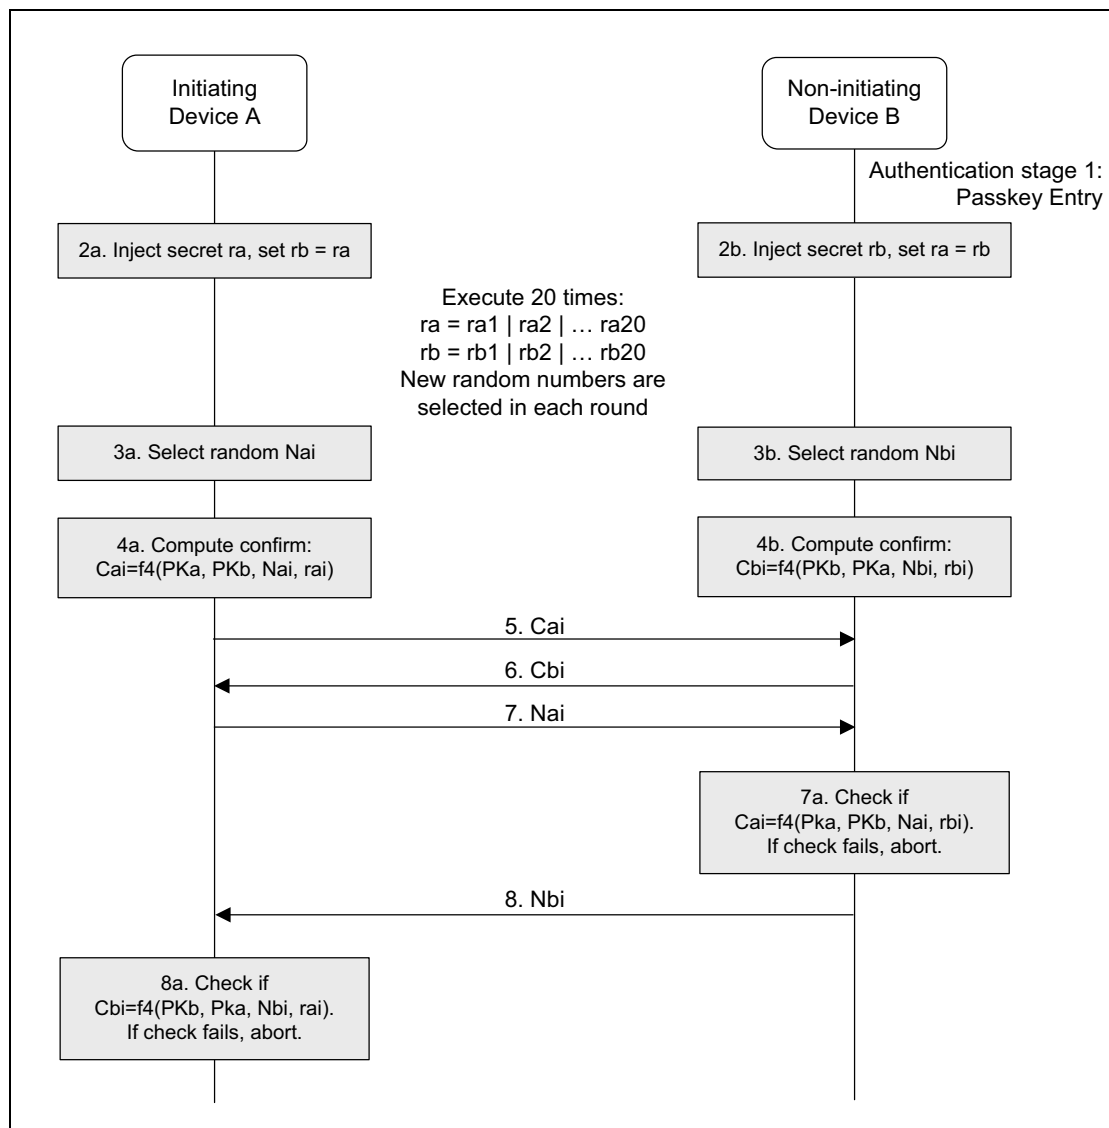 Initiating
Device A
Non-initiating
Device B
Authentication stage 1:
Passkey Entry
2a. Inject secret ra, set rb = ra
2b. Inject secret rb, set ra = rb
Execute 20 times:
ra = ra1 | ra2 | … ra20
rb = rb1 | rb2 | … rb20
New random numbers are
selected in each round
3a. Select random Nai
3b. Select random Nbi
4a. Compute confirm:
Cai=f4(PKa, PKb, Nai, rai)
4b. Compute confirm:
Cbi=f4(PKb, PKa, Nbi, rbi)
5. Cai
6. Cbi
7. Nai
7a. Check if
Cai=f4(Pka, PKb, Nai, rbi).
If check fails, abort.
8. Nbi
8a. Check if
Cbi=f4(PKb, Pka, Nbi, rai).
If check fails, abort.